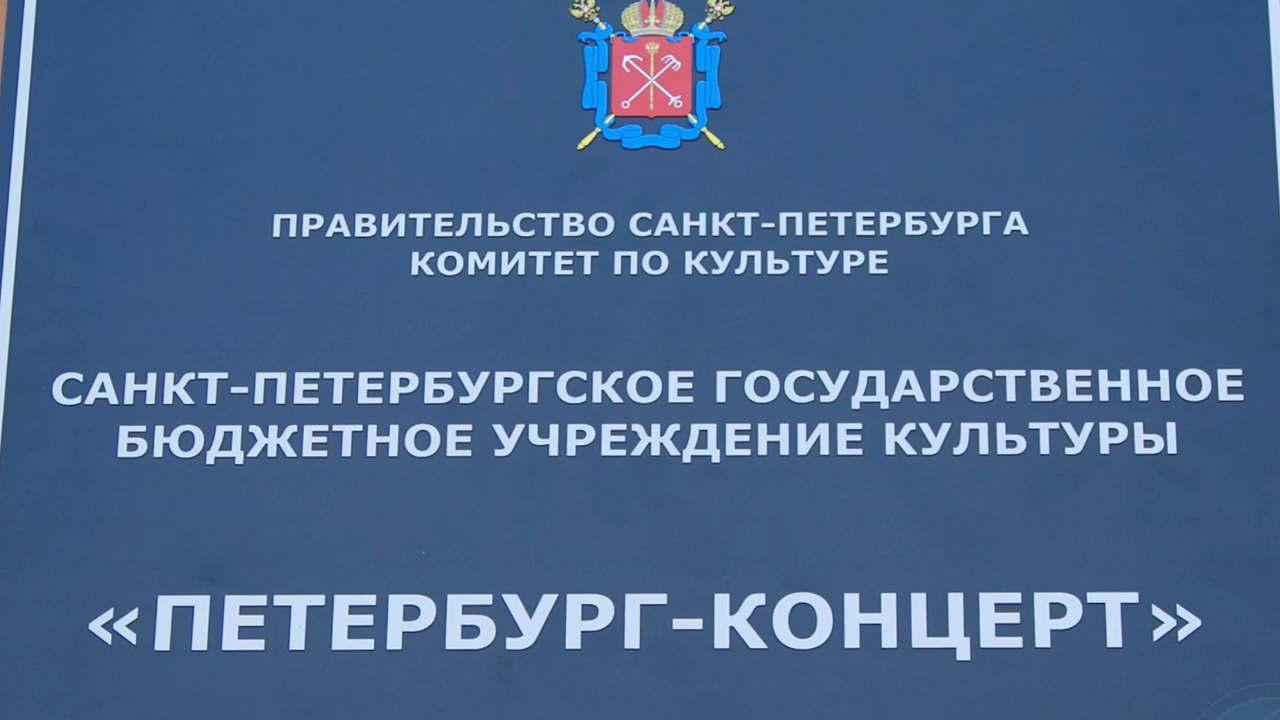 ПРАВИТЕЛЬСТВО САНКТ-ПЕТЕРБУРГА
КОМИТЕТ ПО КУЛЬТУРЕ
САНКТ-ПЕТЕРБУРГСКОЕ ГОСУДАРСТВЕННОЕ
БЮДЖЕТНОЕ УЧРЕЖДЕНИЕ КУЛЬТУРЫ
«ПЕТЕРБУРГ-КОНЦЕРТ»